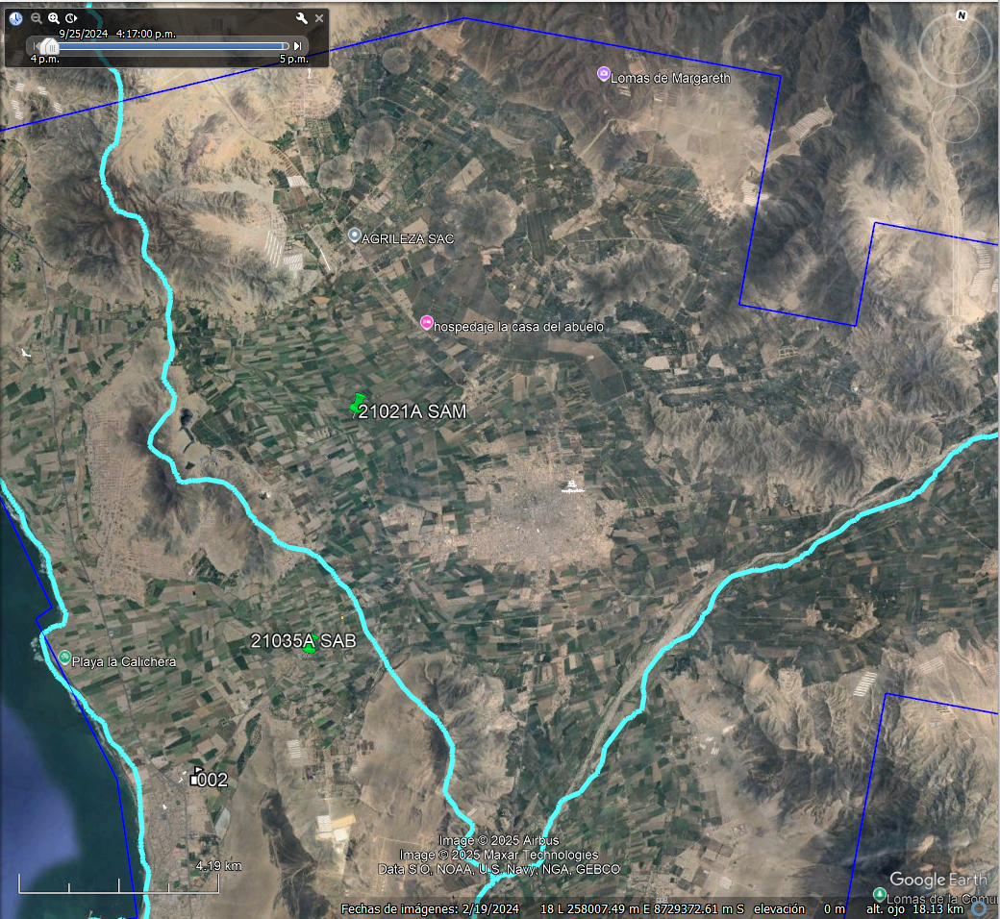 9/25/2024 4:17:00 p.m.
4 p.m. 5 p.m.
N
Lomas de Margareth
AGRILEZA SAC
hospedaje la casa del abuelo
21021A SAM
21035A SAB
Playa la Calichera
002
Image © 2025 Airbus
Image © 2025 Maxar Technologies
Data SIO, NOAA, U.S. Navy, NGA, GEBCO
4.19 km
Google Earth
Lomas de la Comu
Fechas de imágenes: 2/19/2024 18 L 258007.49 m E 8729372.61 m S elevación 0 m alt. ojo 18.13 km